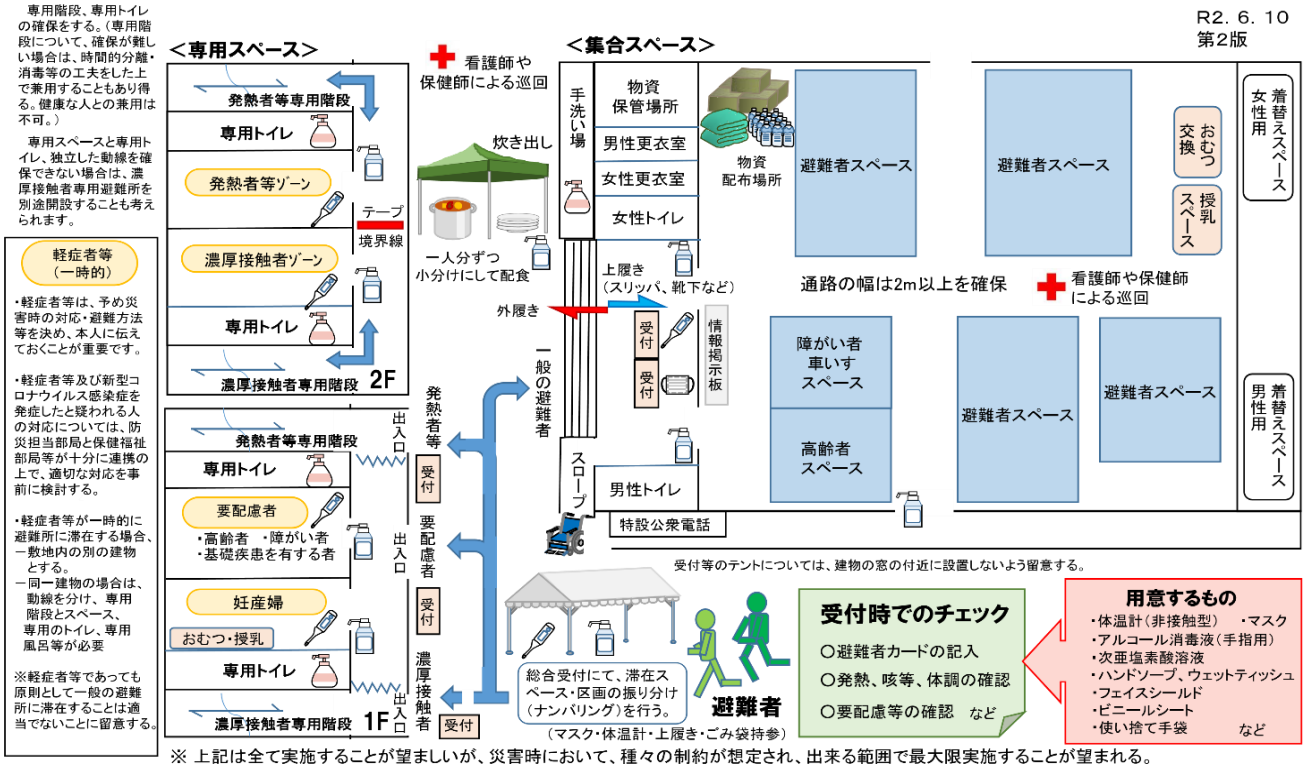 専用階段、専用トイレ
の確保をする。（専用階
段について、確保が難し
い場合は、時間的分離・
消毒等の工夫をした上
で兼用することもあり得
る。健康な人との兼用は
不可。）
専用スペースと専用ト
イレ、独立した動線を確
保できない場合は、濃
厚接触者専用避難所を
別途開設することも考え
られます。
軽症者等
（一時的）
・軽症者等は、予め災
害時の対応・避難方法
等を決め、本人に伝え
ておくことが重要です。
・軽症者等及び新型コ
ロナウイルス感染症を
発症したと疑われる人
の対応については、防
災担当部局と保健福祉
部局等が十分に連携の
上で、適切な対応を事
前に検討する。
・軽症者等が一時的に
避難所に滞在する場合、
－敷地内の別の建物
とする。
－同一建物の場合は、
動線を分け、専用
階段とスペース、
専用のトイレ、専用
風呂等が必要
※軽症者等であっても
原則として一般の避難
所に滞在することは適
当でないことに留意する。
＜専用スペース＞
発熱者等専用階段
専用トイレ
発熱者等ゾーン
テープ
境界線
濃厚接触者ゾーン
専用トイレ
濃厚接触者専用階段
2F
発熱者等専用階段
専用トイレ
要配慮者
・高齢者　・障がい者
・基礎疾患を有する者
妊産婦
おむつ・授乳
専用トイレ
濃厚接触者専用階段
1F
出入口
出入口
出入口
発熱者等
受付
要配慮者
受付
濃厚接触者
受付
一般の避難者
看護師や
保健師による巡回
炊き出し
一人分ずつ
小分けにして配食
＜集合スペース＞
手洗い場
物資
保管場所
男性更衣室
女性更衣室
女性トイレ
物資
配布場所
上履き
（スリッパ、靴下など）
外履き
受付
受付
情報掲示板
スロープ
男性トイレ
特設公衆電話
避難者スペース
避難者スペース
通路の幅は2m以上を確保
看護師や保健師
による巡回
障がい者
車いす
スペース
高齢者
スペース
避難者スペース
避難者スペース
R2. 6. 10
第2版
おむつ
交換
授乳
スペース
着替えスペース
女性用
着替えスペース
男性用
受付等のテントについては、建物の窓の付近に設置しないよう留意する。
総合受付にて、滞在ス
ペース・区画の振り分け
（ナンバリング）を行う。
（マスク・体温計・上履き・ごみ袋持参）
避難者
受付時でのチェック
○避難者カードの記入
○発熱、咳等、体調の確認
○要配慮等の確認　など
用意するもの
・体温計（非接触型）　・マスク
・アルコール消毒液（手指用）
・次亜塩素酸溶液
・ハンドソープ、ウェットティッシュ
・フェイスシールド
・ビニールシート
・使い捨て手袋　など
※ 上記は全て実施することが望ましいが、災害時において、種々の制約が想定され、出来る範囲で最大限実施することが望まれる。